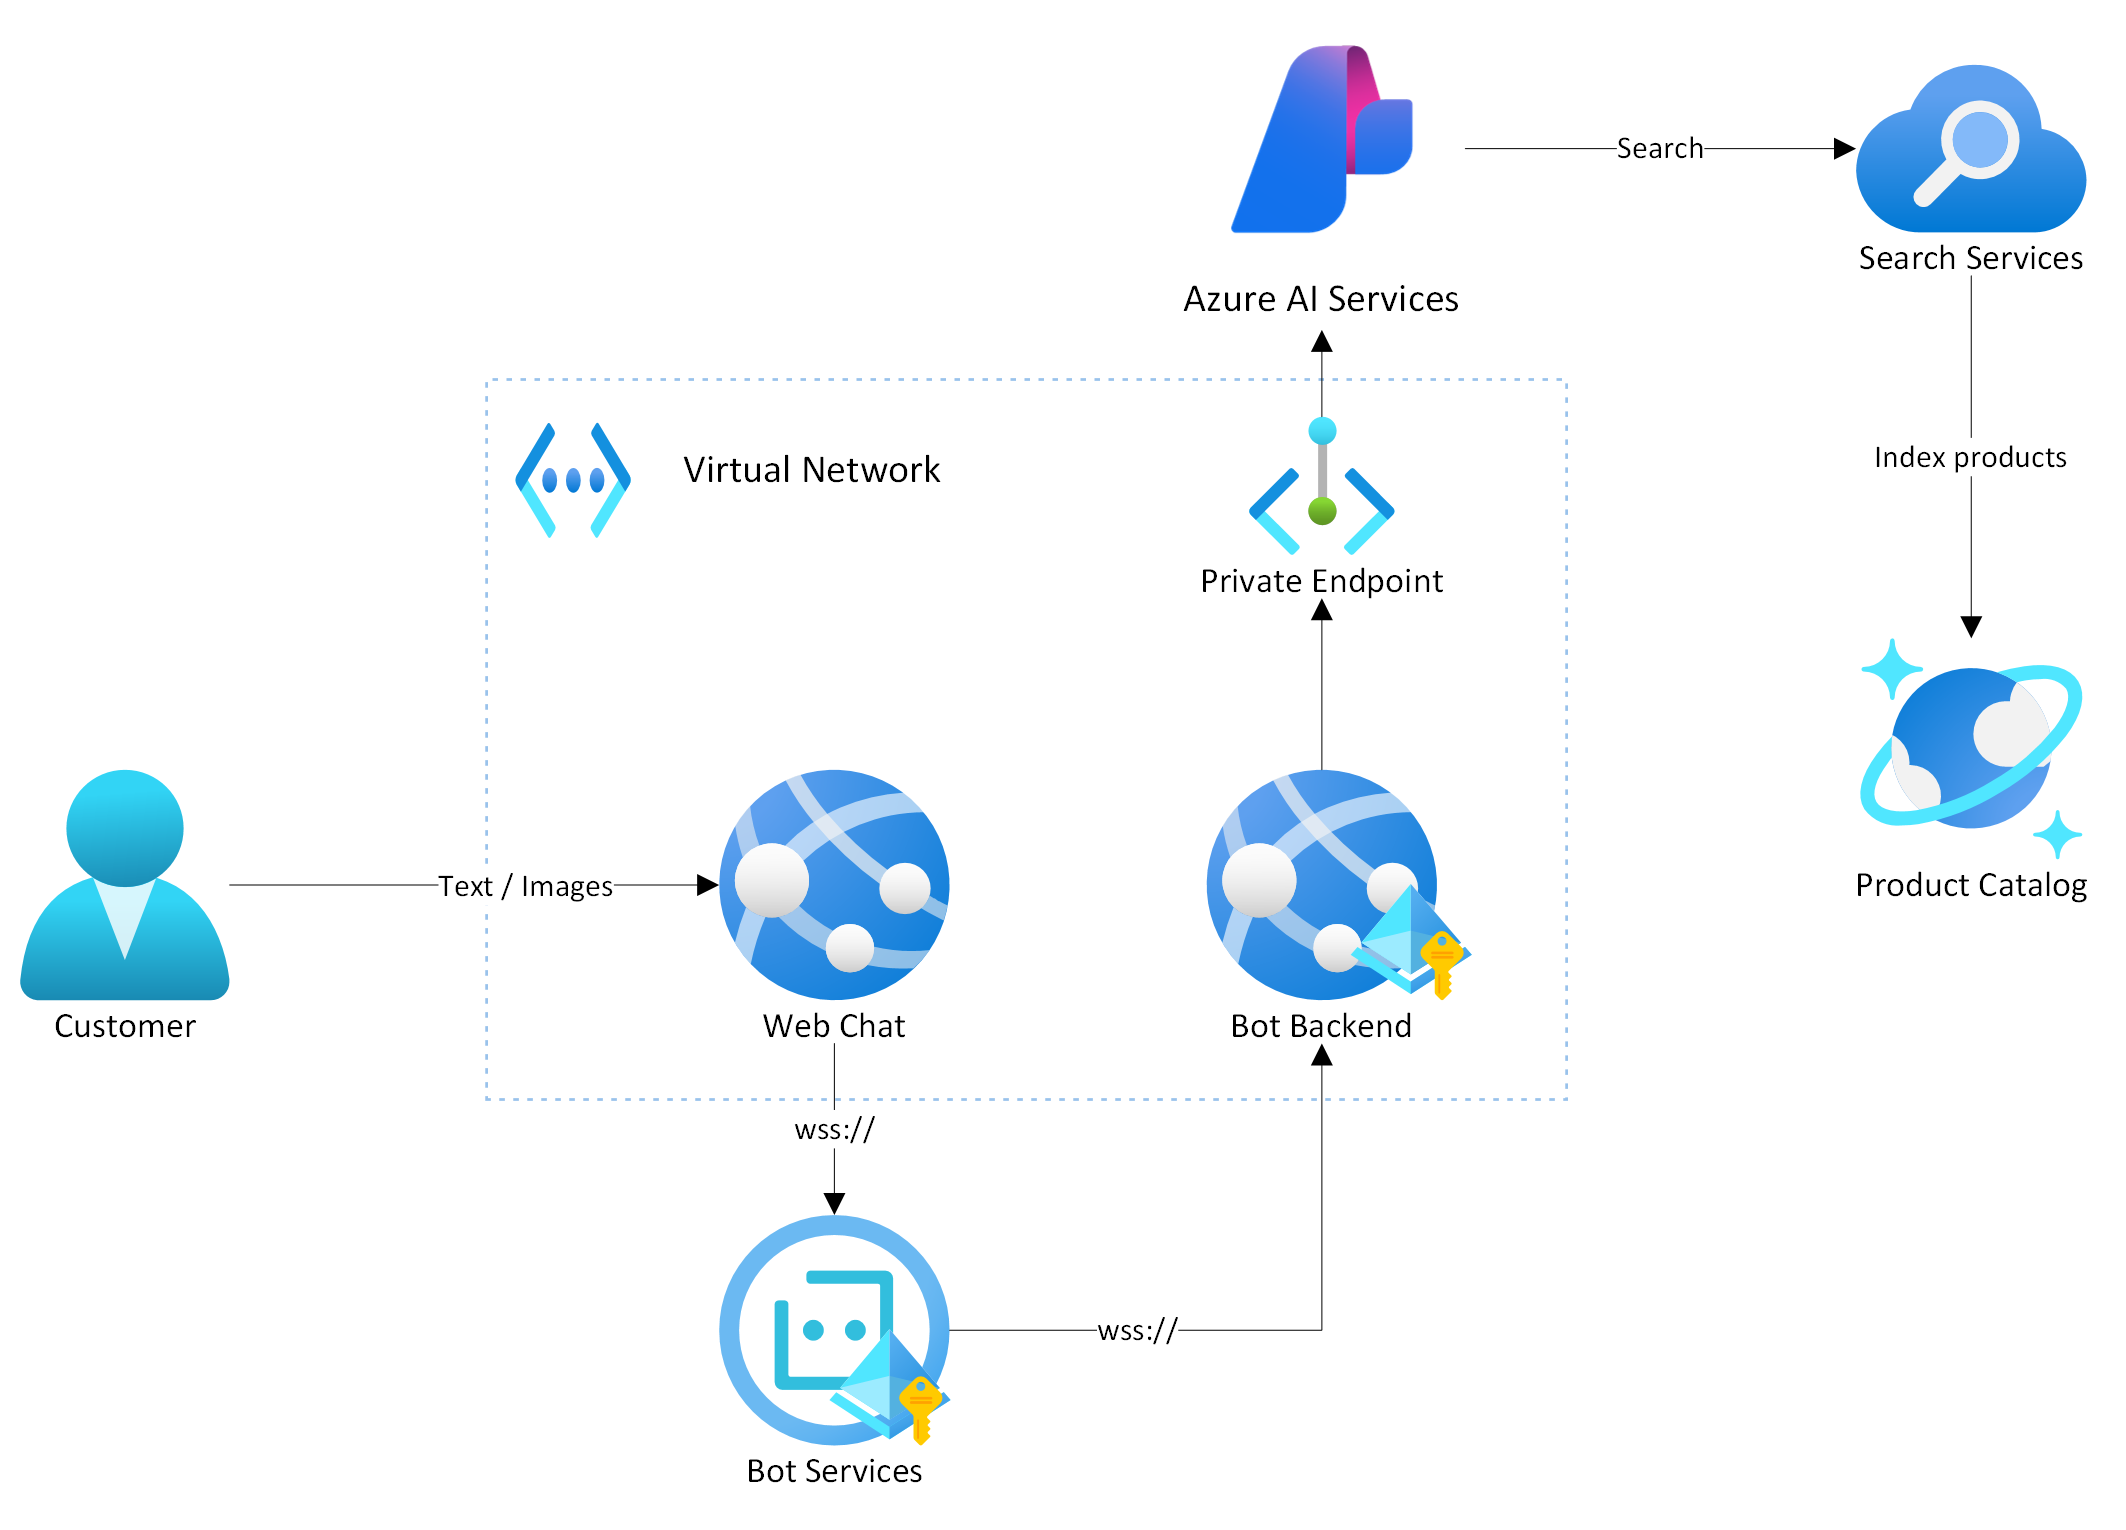 Search
Search Services
Azure AI Services
Virtual Network
Index products
Private Endpoint
Text / Images
Product Catalog
Customer
Web Chat
Bot Backend
wss://
wss://
Bot Services